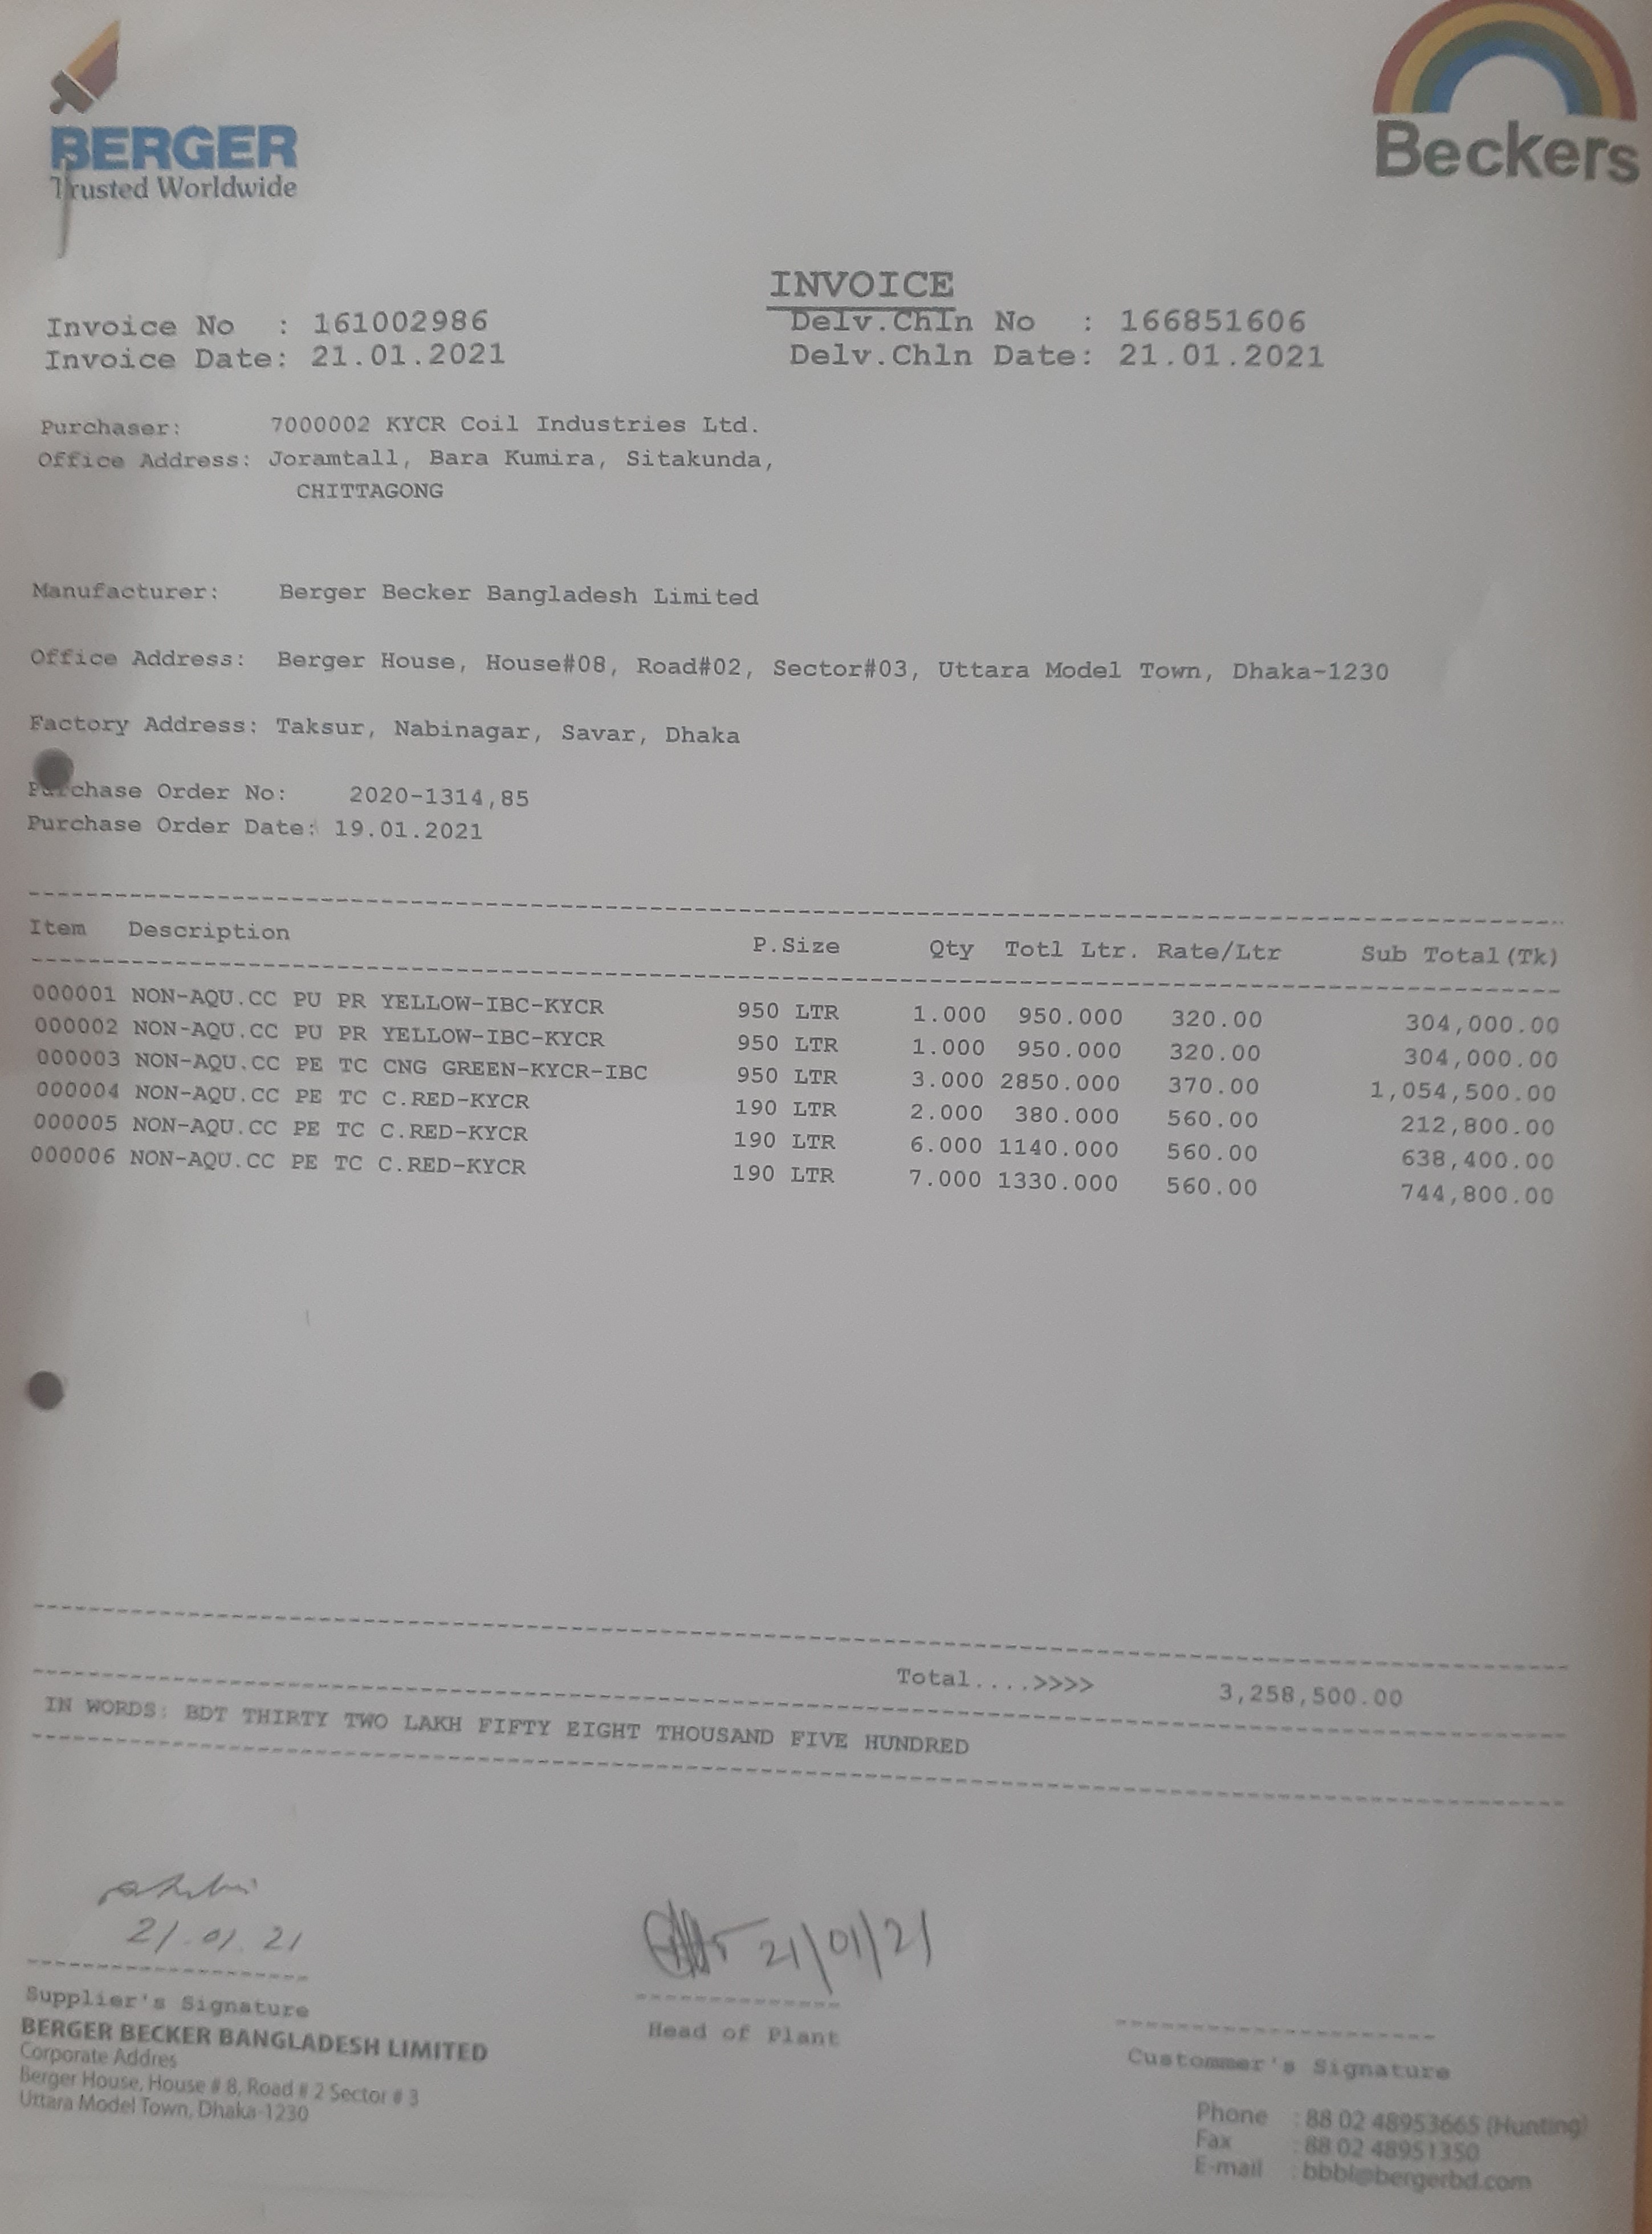 BERGER
Trusted Worldwide
Beckers
INVOICE
Invoice No : 161002986 Delv.Chln No : 166851606
Invoice Date: 21.01.2021 Delv.Chln Date: 21.01.2021
Purchaser: 7000002 KYCR Coil Industries Ltd.
Office Address: Joramtall, Bara Kumira, Sitakunda,
CHITTAGONG
Manufacturer: Berger Becker Bangladesh Limited
Office Address: Berger House, House#08, Road#02, Sector#03, Uttara Model Town, Dhaka-1230
Factory Address: Taksur, Nabinagar, Savar, Dhaka
Purchase Order No: 2020-1314,85
Purchase Order Date: 19.01.2021
Item Description P.Size Qty Totl Ltr. Rate/Ltr Sub Total(Tk)
000001 NON-AQU.CC PU PR YELLOW-IBC-KYCR 950 LTR 1.000 950.000 320.00 304,000.00
000002 NON-AQU.CC PU PR YELLOW-IBC-KYCR 950 LTR 1.000 950.000 320.00 304,000.00
000003 NON-AQU.CC PE TC CNG GREEN-KYCR-IBC 950 LTR 3.000 2850.000 370.00 1,054,500.00
000004 NON-AQU.CC PE TC C.RED-KYCR 190 LTR 2.000 380.000 560.00 212,800.00
000005 NON-AQU.CC PE TC C.RED-KYCR 190 LTR 6.000 1140.000 560.00 638,400.00
000006 NON-AQU.CC PE TC C.RED-KYCR 190 LTR 7.000 1330.000 560.00 744,800.00
Total....>>>> 3,258,500.00
IN WORDS: BDT THIRTY TWO LAKH FIFTY EIGHT THOUSAND FIVE HUNDRED
21.01.21
21/01/21
Supplier's Signature
Head of Plant
Custommer's Signature
BERGER BECKER BANGLADESH LIMITED
Corporate Addres
Berger House, House # 8, Road # 2 Sector # 3
Uttara Model Town, Dhaka-1230
Phone : 88 02 48953665 (Hunting)
Fax : 88 02 48951350
E-mail : bbbl@bergerbd.com